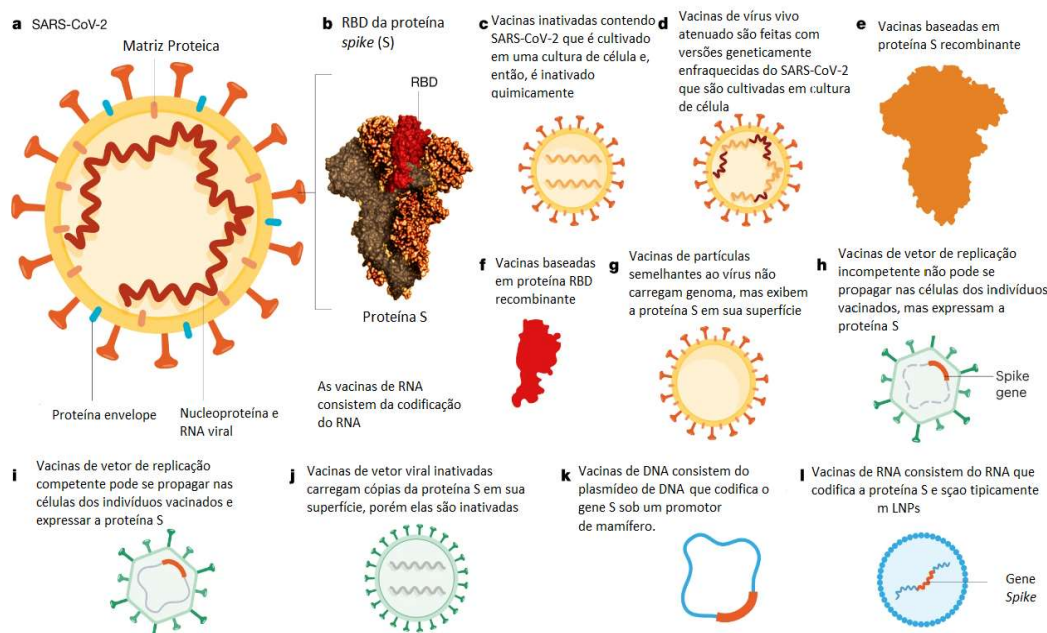 a SARS-CoV-2
Matriz Proteica
Proteína envelope
Nucleoproteína e
RNA viral
b RBD da proteína
spike (S)
RBD
Proteína S
As vacinas de RNA
consistem da codificação
do RNA
c Vacinas inativadas contendo
SARS-CoV-2 que é cultivado
em uma cultura de célula e,
então, é inativado
quimicamente
d Vacinas de vírus vivo
atenuado são feitas com
versões geneticamente
enfraquecidas do SARS-CoV-2
que são cultivadas em cultura
de célula
e Vacinas baseadas em
proteína S recombinante
f Vacinas baseadas
em proteína RBD
recombinante
g Vacinas de partículas
semelhantes ao vírus não
carregam genoma, mas exibem
a proteína S em sua superfície
h Vacinas de vetor de replicação
incompetente não pode se
propagar nas células dos indivíduos
vacinados, mas expressam a
proteína S
Spike
gene
i Vacinas de vetor de replicação
competente pode se propagar nas
células dos indivíduos vacinados e
expressar a proteína S
j Vacinas de vetor viral inativadas
carregam cópias da proteína S em sua
superfície, porém elas são inativadas
k Vacinas de DNA consistem do
plasmídeo de DNA que codifica o
gene S sob um promotor
de mamífero.
l Vacinas de RNA consistem do RNA que
codifica a proteína S e sçao tipicamente
m LNPs
Gene
Spike